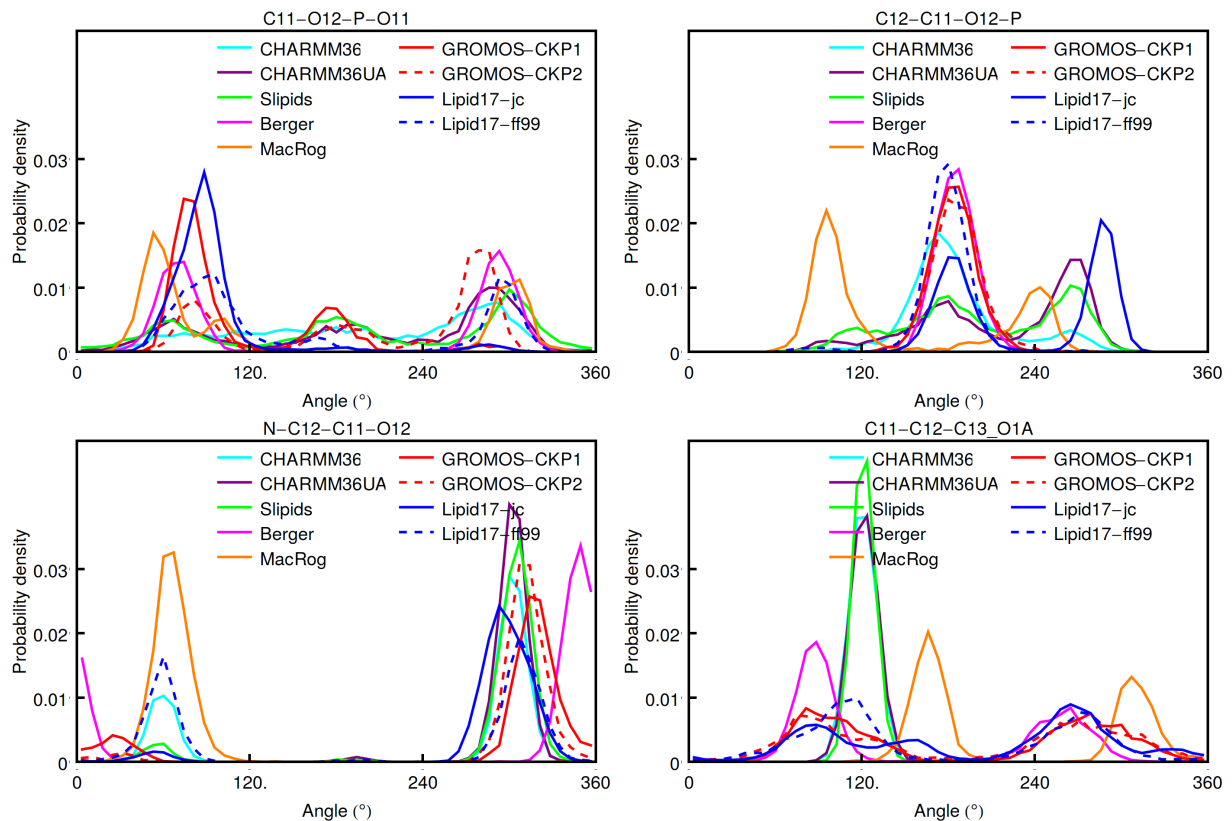 C11−O12−P−O11
CHARMM36
CHARMM36UA
Slipids
Berger
MacRog
GROMOS−CKP1
GROMOS−CKP2
Lipid17−jc
Lipid17−ff99
Probability density
0.03
0.02
0.01
0
0
120.
240
360
Angle (°)
C12−C11−O12−P
CHARMM36
CHARMM36UA
Slipids
Berger
MacRog
GROMOS−CKP1
GROMOS−CKP2
Lipid17−jc
Lipid17−ff99
Probability density
0.03
0.02
0.01
0
0
120.
240
360
Angle (°)
N−C12−C11−O12
CHARMM36
CHARMM36UA
Slipids
Berger
MacRog
GROMOS−CKP1
GROMOS−CKP2
Lipid17−jc
Lipid17−ff99
Probability density
0.03
0.02
0.01
0
0
120.
240
360
Angle (°)
C11−C12−C13_O1A
CHARMM36
CHARMM36UA
Slipids
Berger
MacRog
GROMOS−CKP1
GROMOS−CKP2
Lipid17−jc
Lipid17−ff99
Probability density
0.03
0.02
0.01
0
0
120.
240
360
Angle (°)